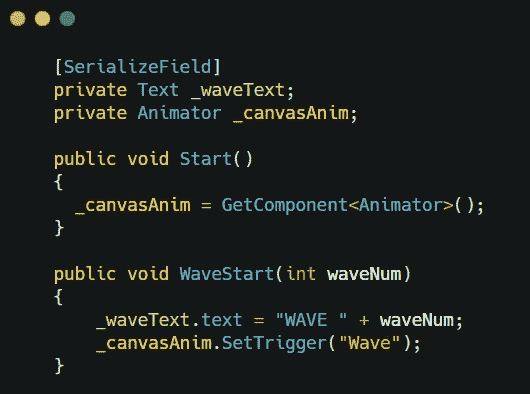 [SerializeField]
private Text _waveText;
private Animator _canvasAnim;

public void Start()
{
  _canvasAnim = GetComponent<Animator>();
}

public void WaveStart(int waveNum)
{
    _waveText.text = "WAVE " + waveNum;
    _canvasAnim.SetTrigger("Wave");
}